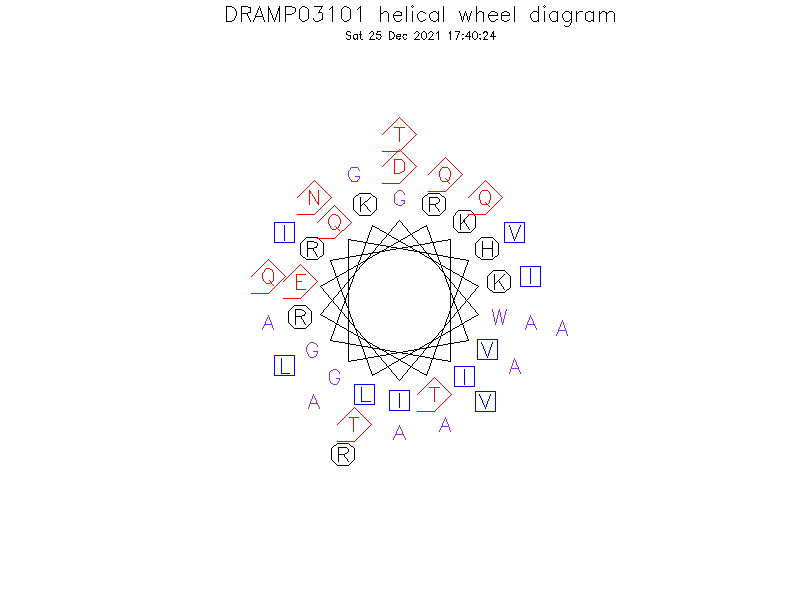 DRAMP03101 helical wheel diagram
Sat 25 Dec 2021 17:40:24
T
D
G Q
N K G R Q
Q K
I R H V
Q E K I
A R W A A
L G V A
G I
A L I T V
T A A
R